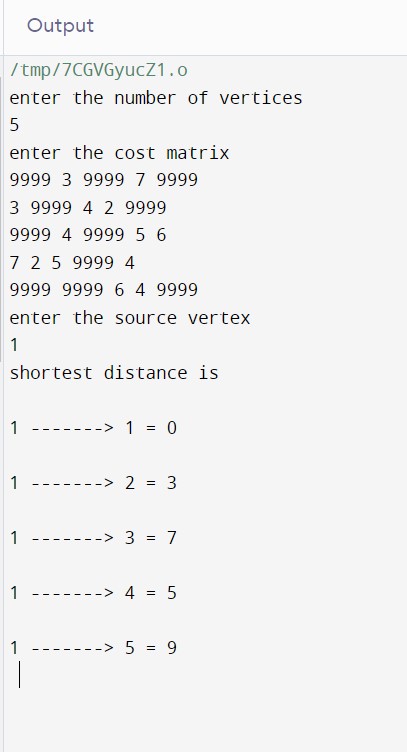 Output
/tmp/7CGVGyucZ1.o
enter the number of vertices
5
enter the cost matrix
9999 3 9999 7 9999
3 9999 4 2 9999
9999 4 9999 5 6
7 2 5 9999 4
9999 9999 6 4 9999
enter the source vertex
1
shortest distance is
1 -------> 1 = 0
1 -------> 2 = 3
1 -------> 3 = 7
1 -------> 4 = 5
1 -------> 5 = 9